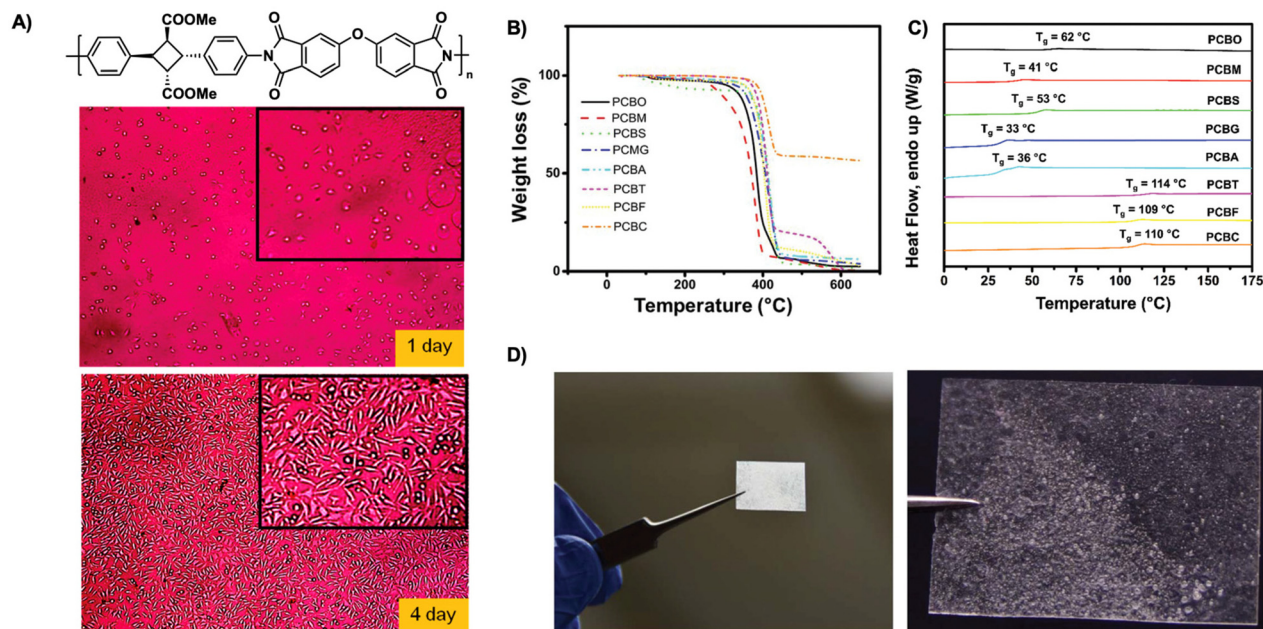 A)
COOMe
COOMe
N
O
O
O
O
O
N
n
1 day
4 day
B)
Weight loss (%)
100
50
0
PCBO
PCBM
PCBS
PCMG
PCBA
PCBT
PCBF
PCBC
0 200 400 600
Temperature (°C)
C)
Heat Flow, endo up (W/g)
Tg = 62 °C PCBO
Tg = 41 °C PCBM
Tg = 53 °C PCBS
Tg = 33 °C PCBG
Tg = 36 °C PCBA
Tg = 114 °C PCBT
Tg = 109 °C PCBF
Tg = 110 °C PCBC
0 25 50 75 100 125 150 175
Temperature (°C)
D)